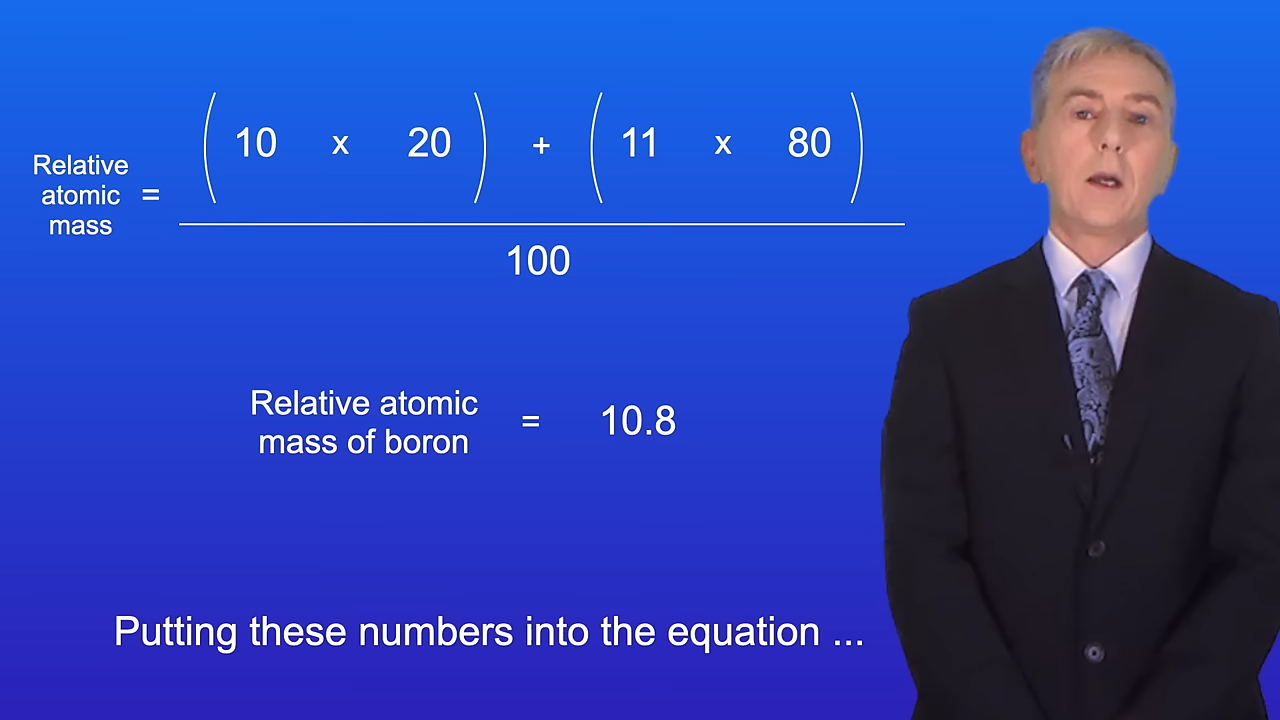 ( 10 x 20 ) + ( 11 x 80 )
Relative
atomic =
mass
100
Relative atomic
mass of boron = 10.8
Putting these numbers into the equation ...